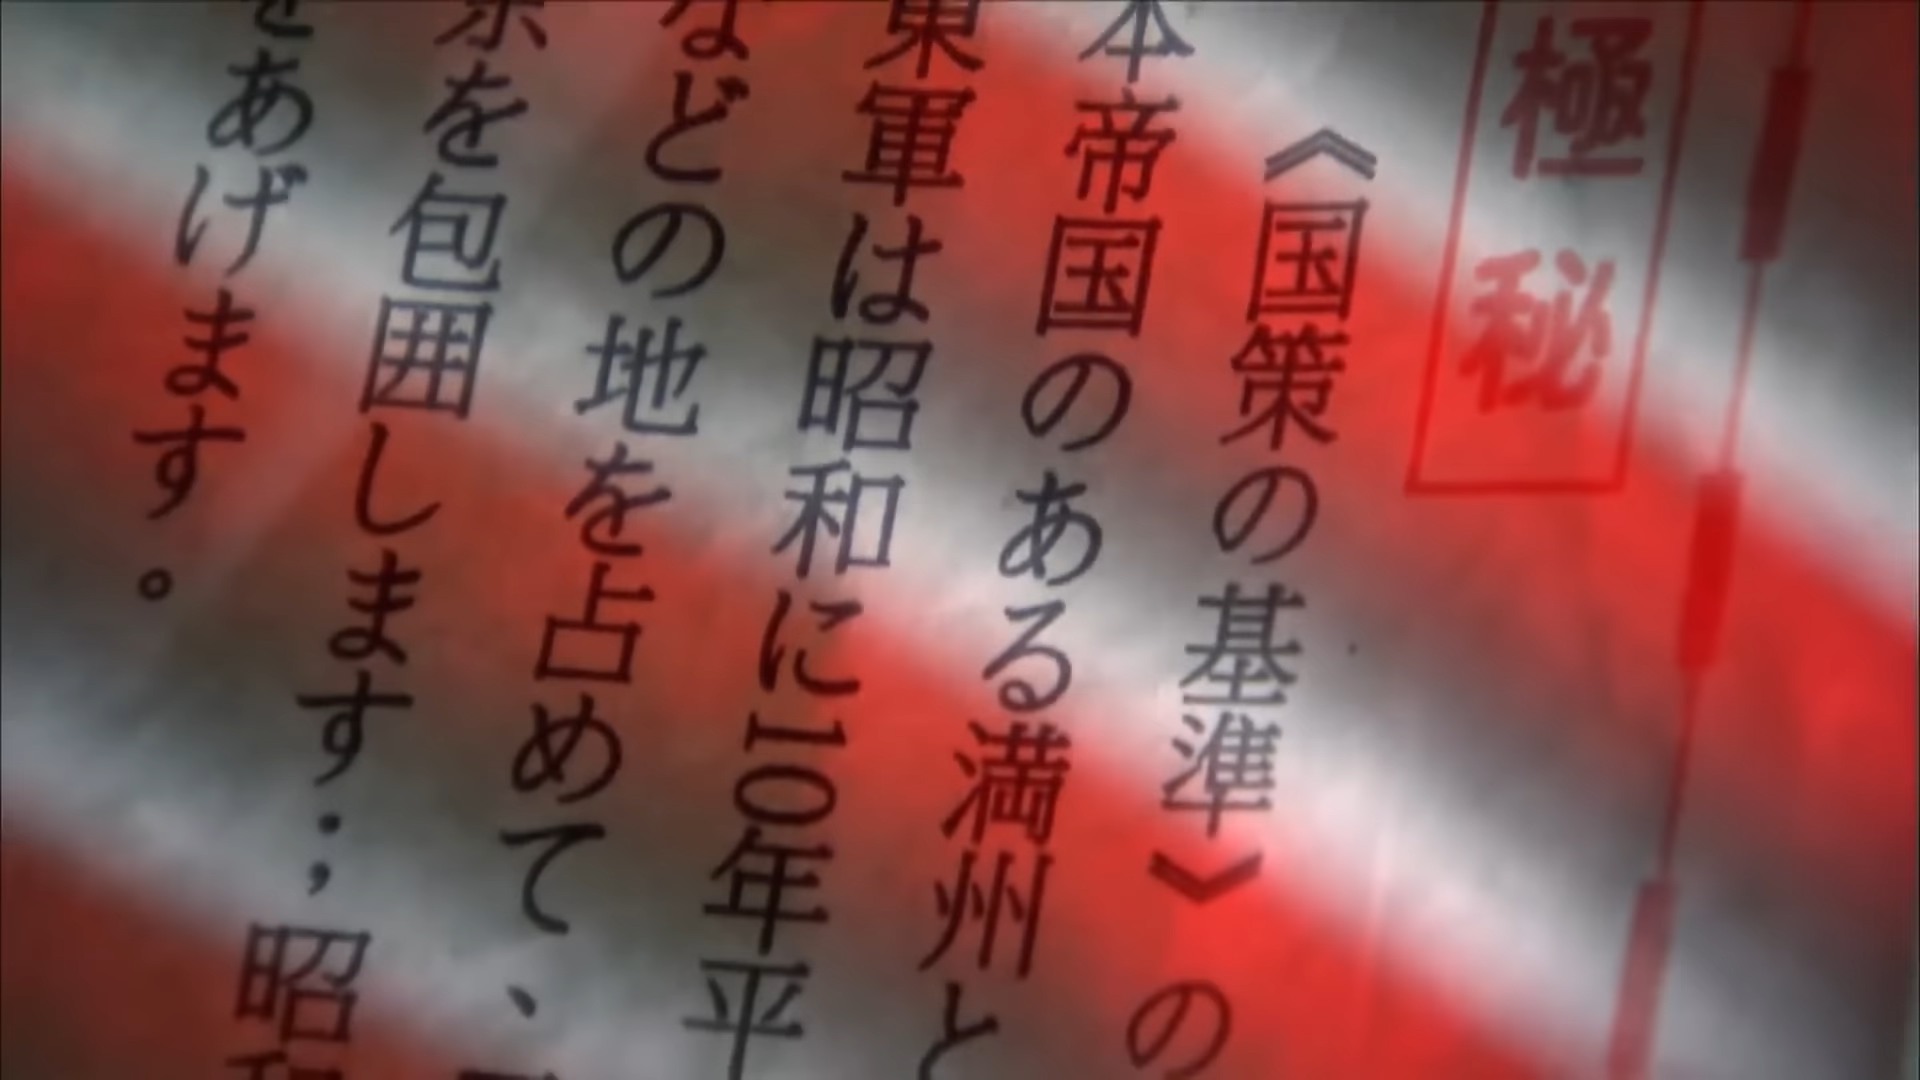 極秘
《国策の基準》の
本帝国のある満州と
東軍は昭和に10年平
などの地を占めて、
京を包囲します；昭和
をあげます。